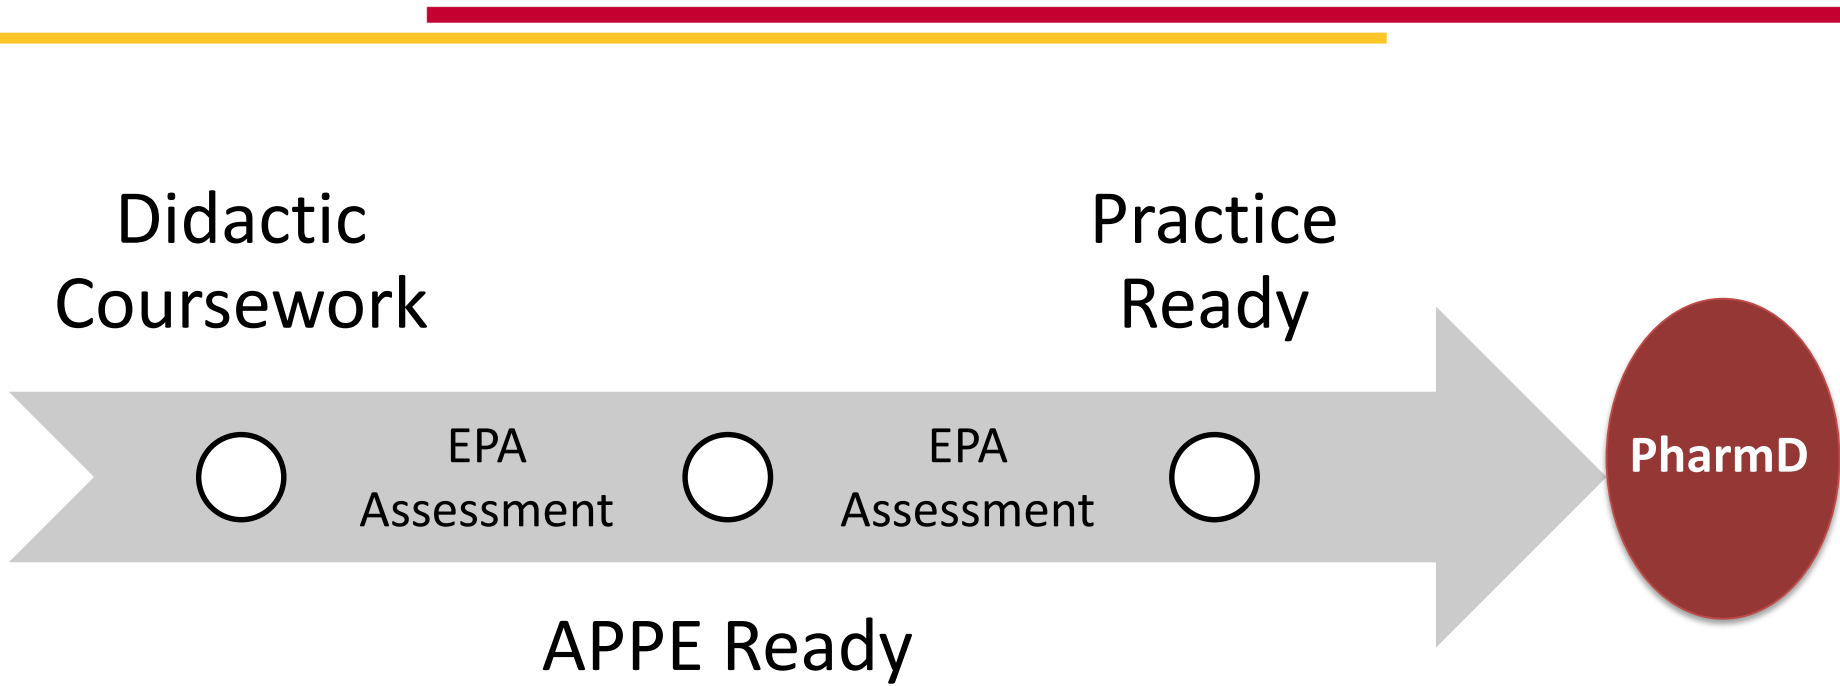 Didactic
Coursework
Practice
Ready
EPA
Assessment
EPA
Assessment
PharmD
APPE Ready